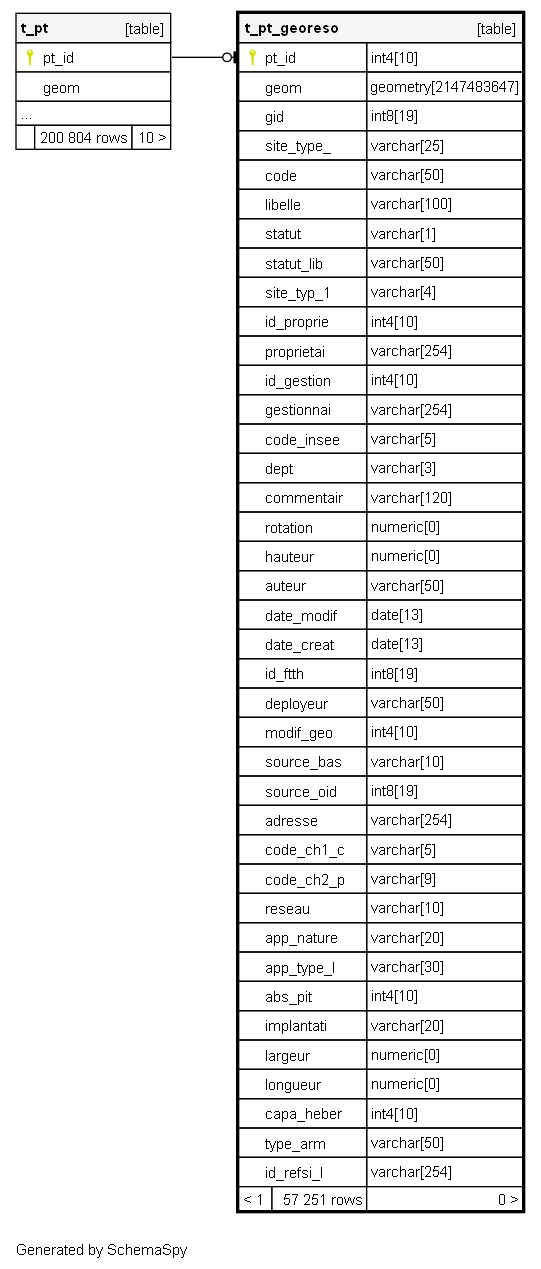 t_pt [table]
pt_id
geom
...
200 804 rows 10 >
t_pt_georeso [table]
pt_id int4[10]
geom geometry[2147483647]
gid int8[19]
site_type_ varchar[25]
code varchar[50]
libelle varchar[100]
statut varchar[1]
statut_lib varchar[50]
site_typ_1 varchar[4]
id_proprie int4[10]
proprietai varchar[254]
id_gestion int4[10]
gestionnai varchar[254]
code_insee varchar[5]
dept varchar[3]
commentair varchar[120]
rotation numeric[0]
hauteur numeric[0]
auteur varchar[50]
date_modif date[13]
date_creat date[13]
id_ftth int8[19]
deployeur varchar[50]
modif_geo int4[10]
source_bas varchar[10]
source_oid int8[19]
adresse varchar[254]
code_ch1_c varchar[5]
code_ch2_p varchar[9]
reseau varchar[10]
app_nature varchar[20]
app_type_l varchar[30]
abs_pit int4[10]
implantati varchar[20]
largeur numeric[0]
longueur numeric[0]
capa_heber int4[10]
type_arm varchar[50]
id_refsi_l varchar[254]
< 1 57 251 rows 0 >
Generated by SchemaSpy